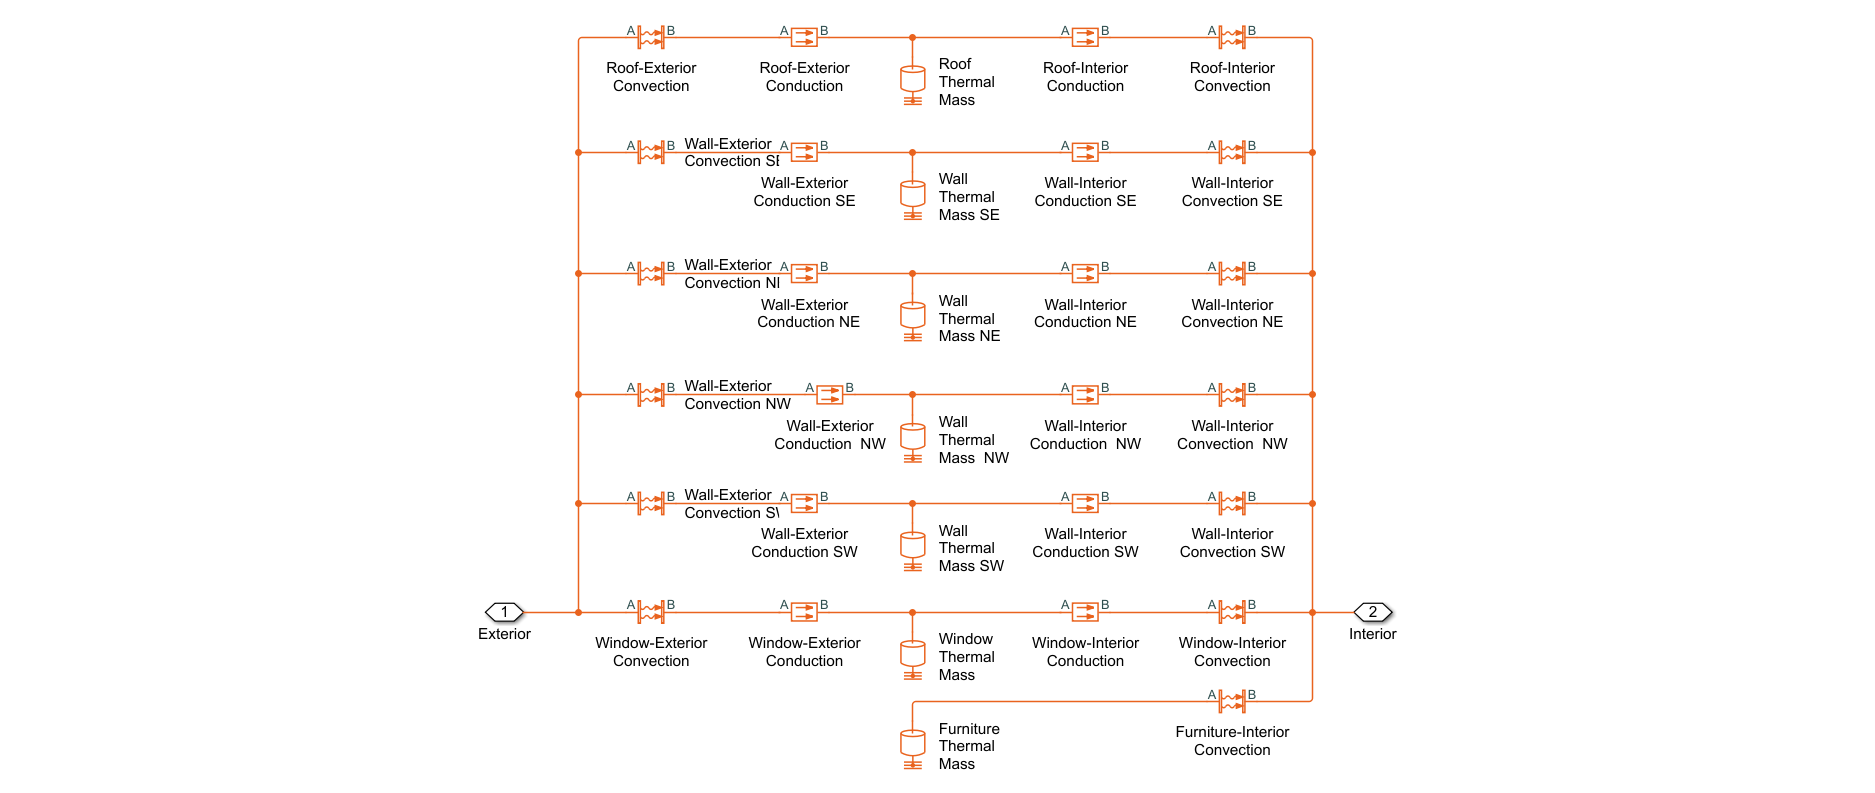 A B A B A B A B
Roof-Exterior
Convection
Roof-Exterior
Conduction
Roof
Thermal
Mass
Roof-Interior
Conduction
Roof-Interior
Convection
A B A B A B A B
Wall-Exterior
Convection
Wall-Exterior
Conduction SE
Wall
Thermal
Mass SE
Wall-Interior
Conduction SE
Wall-Interior
Convection SE
A B A B A B A B
Wall-Exterior
Convection
Wall-Exterior
Conduction NE
Wall
Thermal
Mass NE
Wall-Interior
Conduction NE
Wall-Interior
Convection NE
A B A B A B A B
Wall-Exterior
Convection NW
Wall-Exterior
Conduction NW
Wall
Thermal
Mass NW
Wall-Interior
Conduction NW
Wall-Interior
Convection NW
A B A B A B A B
Wall-Exterior
Convection
Wall-Exterior
Conduction SW
Wall
Thermal
Mass SW
Wall-Interior
Conduction SW
Wall-Interior
Convection SW
1
Exterior
A B A B A B A B
Window-Exterior
Convection
Window-Exterior
Conduction
Window
Thermal
Mass
Window-Interior
Conduction
Window-Interior
Convection
2
Interior
A B
Furniture
Thermal
Mass
Furniture-Interior
Convection